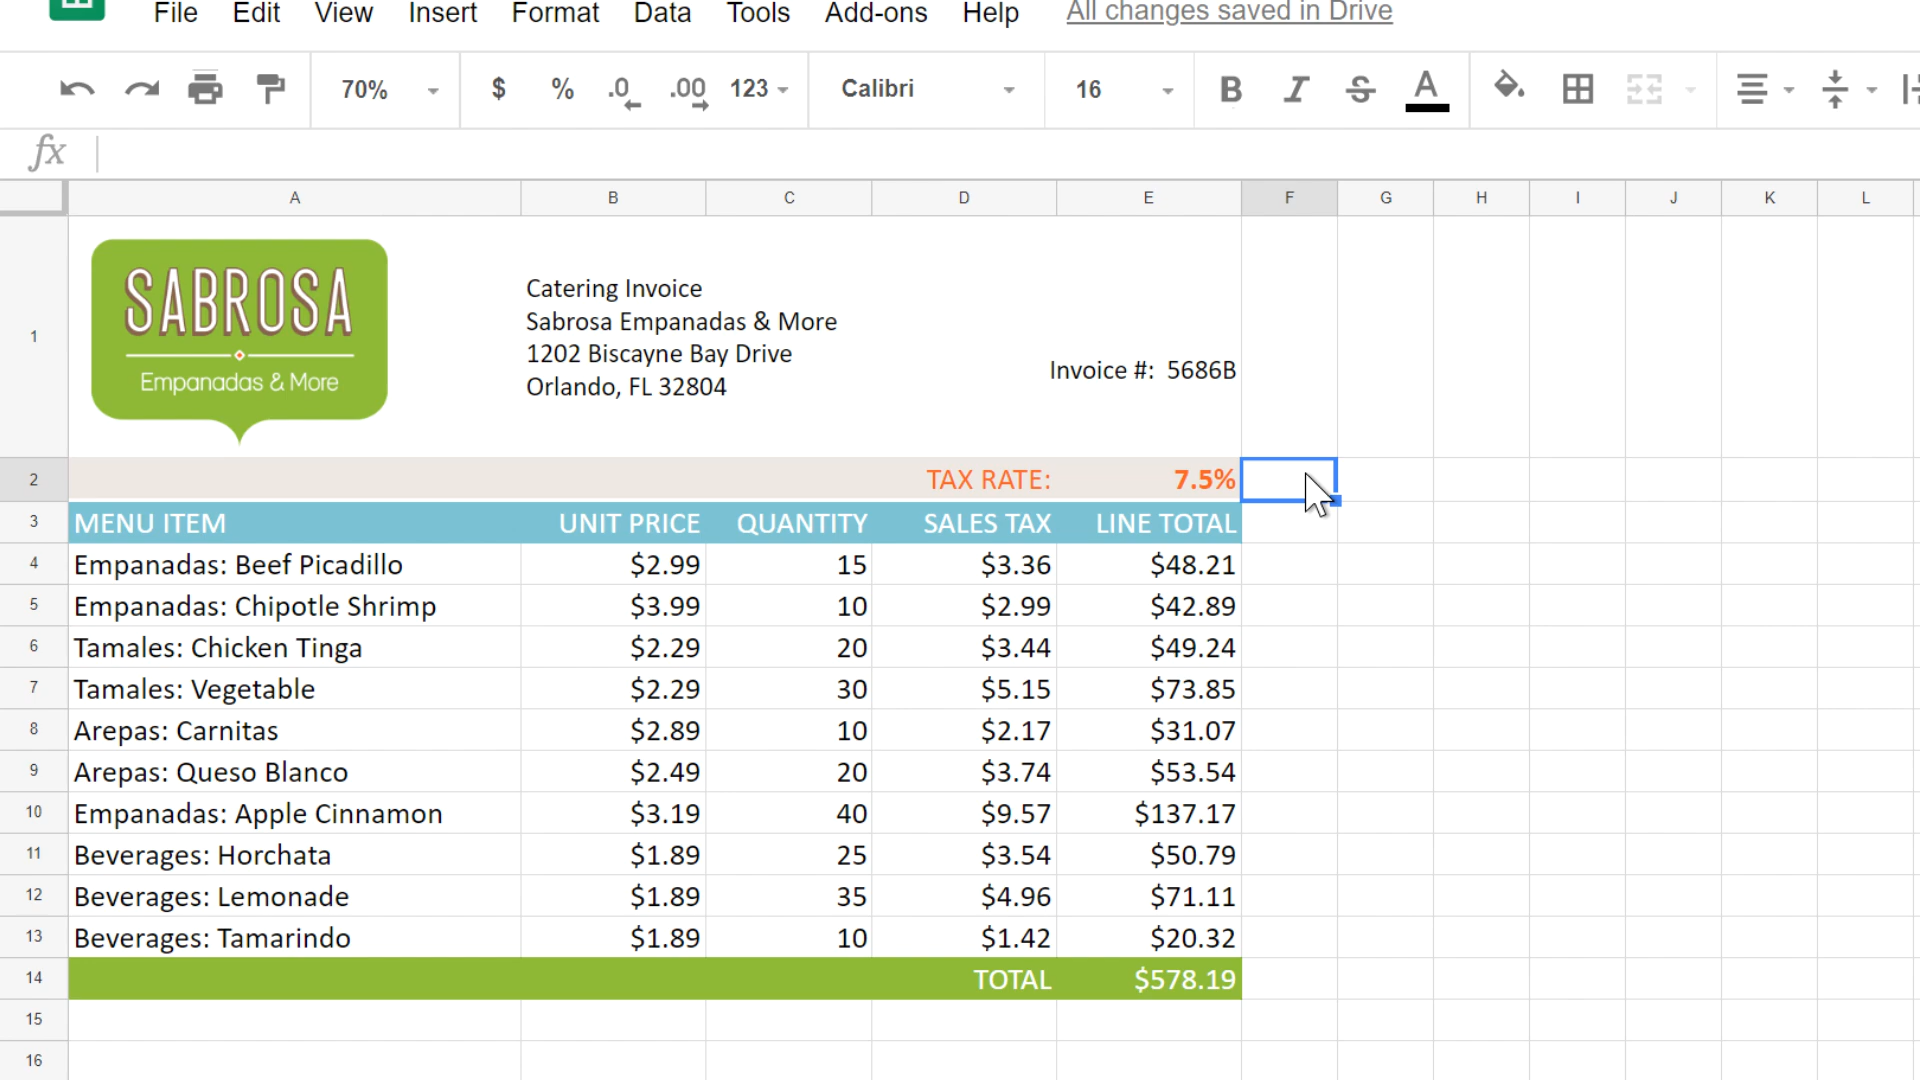 File Edit View Insert Format Data Tools Add-ons Help All changes saved in Drive
70% $ % .0 .00 123 Calibri 16 B I S A
fx
A B C D E F G H I J K L
1
SABROSA
Empanadas & More
Catering Invoice
Sabrosa Empanadas & More
1202 Biscayne Bay Drive
Orlando, FL 32804
Invoice #: 5686B
2 TAX RATE: 7.5%
3 MENU ITEM UNIT PRICE QUANTITY SALES TAX LINE TOTAL
4 Empanadas: Beef Picadillo $2.99 15 $3.36 $48.21
5 Empanadas: Chipotle Shrimp $3.99 10 $2.99 $42.89
6 Tamales: Chicken Tinga $2.29 20 $3.44 $49.24
7 Tamales: Vegetable $2.29 30 $5.15 $73.85
8 Arepas: Carnitas $2.89 10 $2.17 $31.07
9 Arepas: Queso Blanco $2.49 20 $3.74 $53.54
10 Empanadas: Apple Cinnamon $3.19 40 $9.57 $137.17
11 Beverages: Horchata $1.89 25 $3.54 $50.79
12 Beverages: Lemonade $1.89 35 $4.96 $71.11
13 Beverages: Tamarindo $1.89 10 $1.42 $20.32
14 TOTAL $578.19
15
16